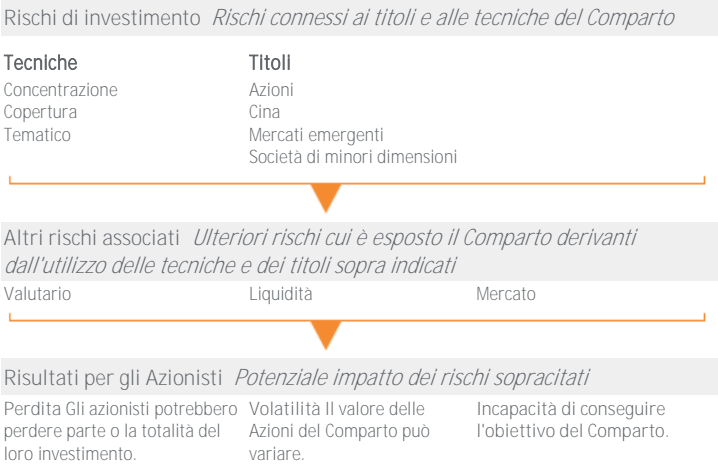 Rischi di investimento Rischi connessi ai titoli e alle tecniche del Comparto
Tecniche
Concentrazione
Copertura
Tematico
Titoli
Azioni
Cina
Mercati emergenti
Società di minori dimensioni
Altri rischi associati Ulteriori rischi cui è esposto il Comparto derivanti
dall'utilizzo delle tecniche e dei titoli sopra indicati
Valutario
Liquidità
Mercato
Risultati per gli Azionisti Potenziale impatto dei rischi sopracitati
Perdita Gli azionisti potrebbero
perdere parte o la totalità del
loro investimento.
Volatilità Il valore delle
Azioni del Comparto può
variare.
Incapacità di conseguire
l'obiettivo del Comparto.